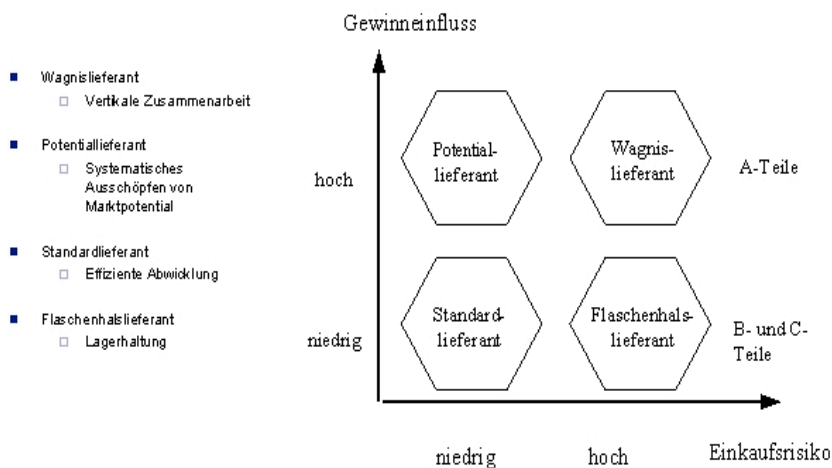 Gewinneinfluss
Wagnislieferant
Vertikale Zusammenarbeit
Potentiallieferant
Systematisches
Ausschöpfen von
Marktpotential
Standardlieferant
Effiziente Abwicklung
Flaschenhalslieferant
Lagerhaltung
hoch
Potential-
lieferant
Wagnis-
lieferant
A-Teile
niedrig
Standard-
lieferant
Flaschenhals-
lieferant
B- und C-
Teile
niedrig
hoch
Einkaufsrisiko